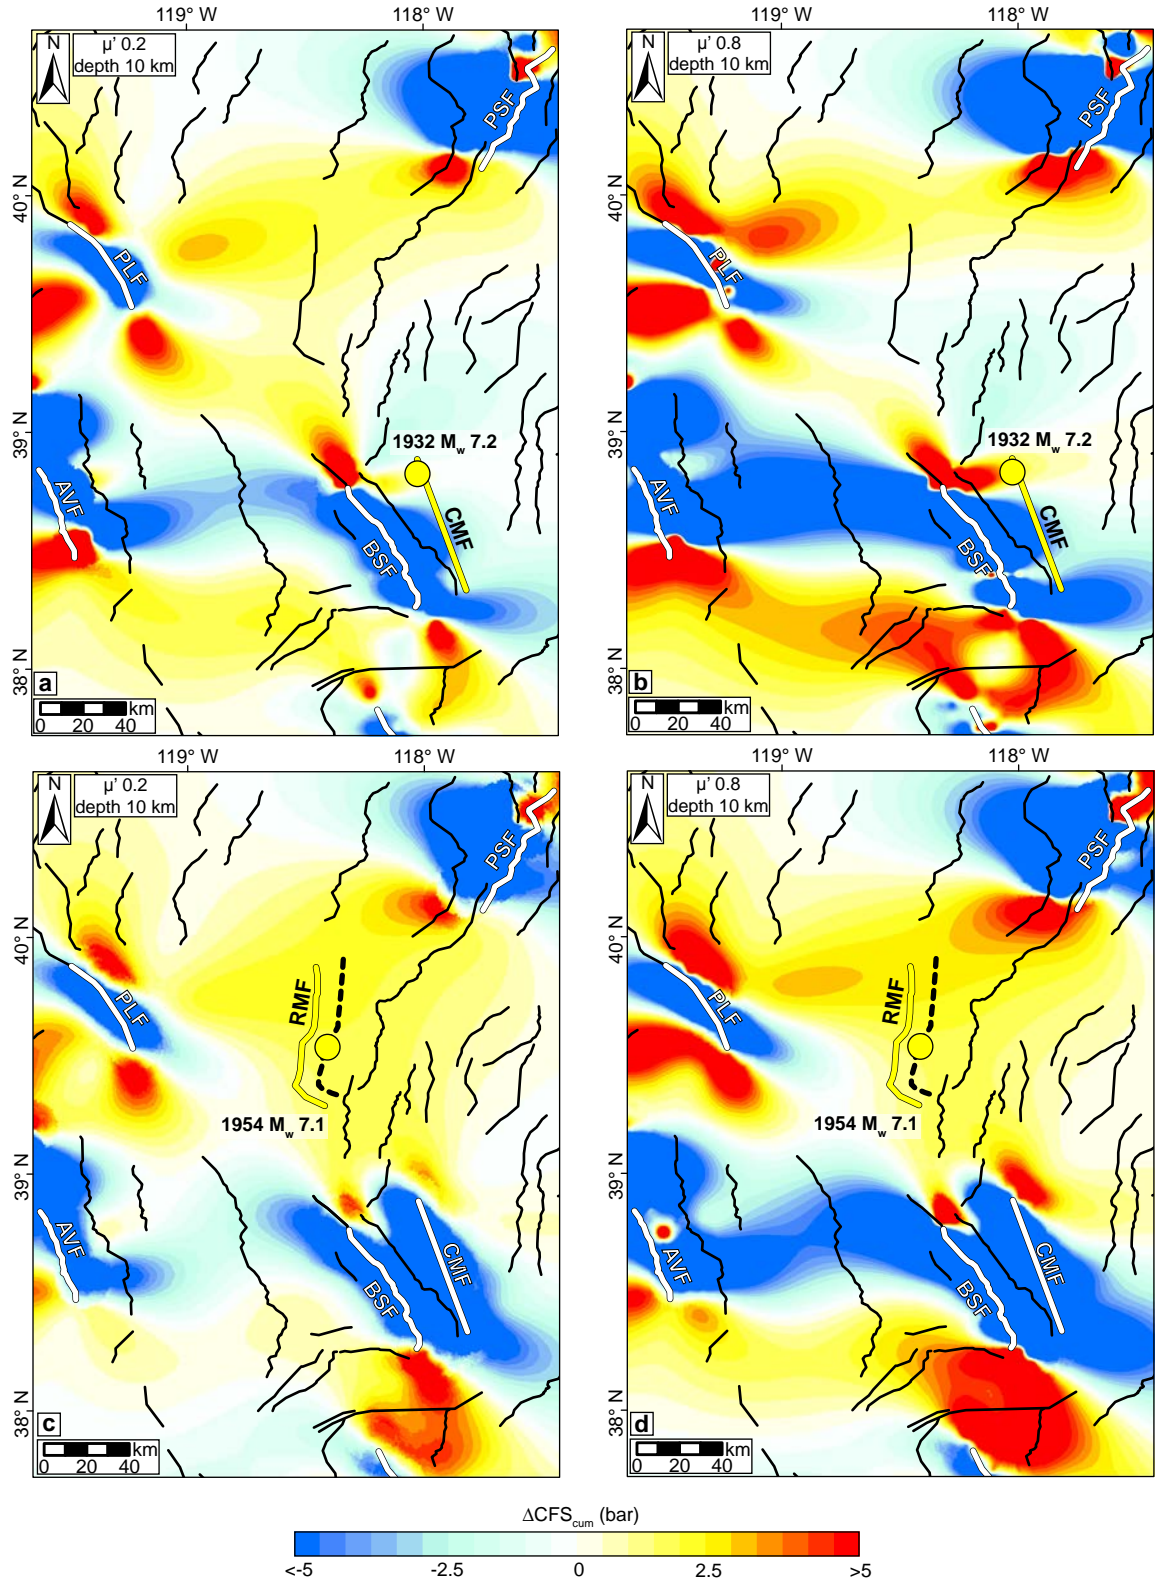 119° W 118° W 119° W 118° W
N
μ' 0.2
depth 10 km
PSF
40° N
PLF
39° N
1932 Mw 7.2
AVF
CMF
BSF
38° N
a
km
0 20 40
N
μ' 0.8
depth 10 km
PSF
40° N
PLF
39° N
1932 Mw 7.2
AVF
CMF
BSF
38° N
b
km
0 20 40
119° W 118° W 119° W 118° W
N
μ' 0.2
depth 10 km
PSF
40° N
PLF
RMF
1954 Mw 7.1
39° N
AVF
CMF
BSF
38° N
c
km
0 20 40
N
μ' 0.8
depth 10 km
PSF
40° N
PLF
RMF
1954 Mw 7.1
39° N
AVF
CMF
BSF
38° N
d
km
0 20 40
ΔCFScum (bar)
<-5 -2.5 0 2.5 >5